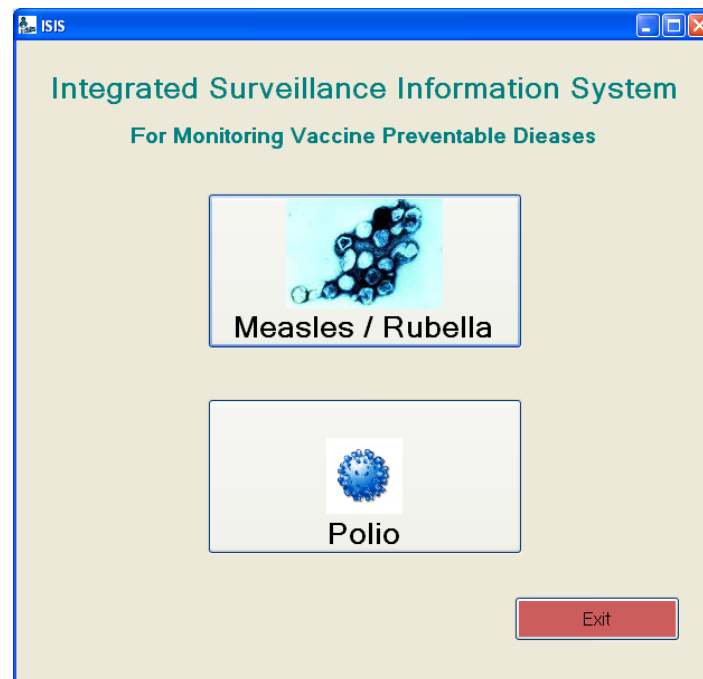 ISIS
Integrated Surveillance Information System
For Monitoring Vaccine Preventable Dieases
Measles / Rubella
Polio
Exit